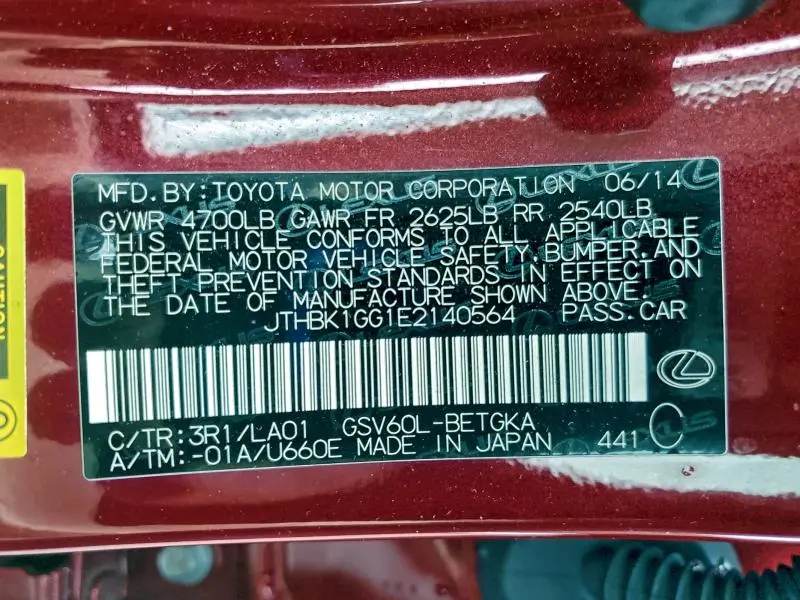 MFD.BY:TOYOTA MOTOR CORPORATION 06/14
GVWR 4700LB GAWR FR 2625LB RR 2540LB
THIS VEHICLE CONFORMS TO ALL APPLICABLE
FEDERAL MOTOR VEHICLE SAFETY,BUMPER,AND
THEFT PREVENTION STANDARDS IN EFFECT ON
THE DATE OF MANUFACTURE SHOWN ABOVE.
JTHBK1GG1E2140564 PASS.CAR
C/TR:3R1/LA01 GSV60L-BETGKA
A/TM:-01A/U660E MADE IN JAPAN 441 C